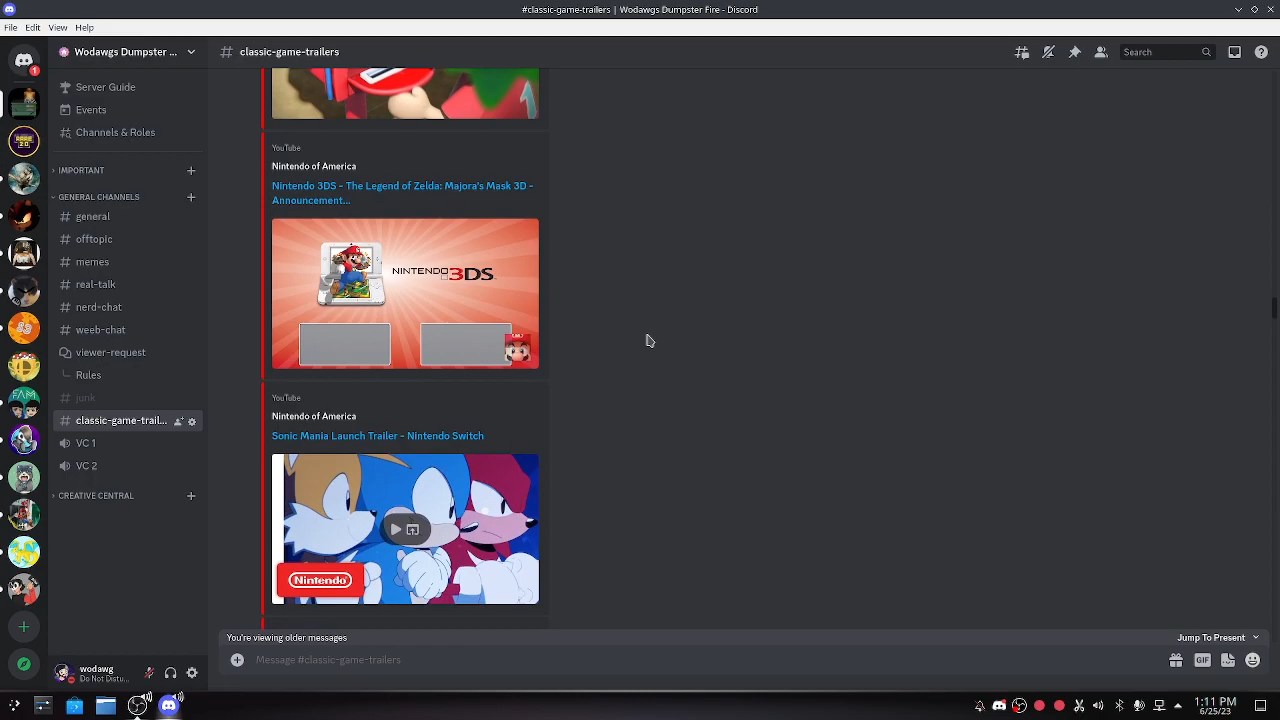 #classic-game-trailers | Wodawgs Dumpster Fire - Discord
File Edit View Help
Wodawgs Dumpster ...
classic-game-trailers
Search
1
Server Guide
Events
Channels & Roles
IMPORTANT
GENERAL CHANNELS
general
offtopic
memes
real-talk
nerd-chat
weeb-chat
viewer-request
Rules
junk
classic-game-trail...
VC 1
VC 2
CREATIVE CENTRAL
YouTube
Nintendo of America
Nintendo 3DS - The Legend of Zelda: Majora's Mask 3D -
Announcement...
NINTENDO 3DS
YouTube
Nintendo of America
Sonic Mania Launch Trailer - Nintendo Switch
Nintendo
You're viewing older messages
Jump To Present
Message #classic-game-trailers
GIF
wodawg
Do Not Distu...
1:11 PM
6/25/23